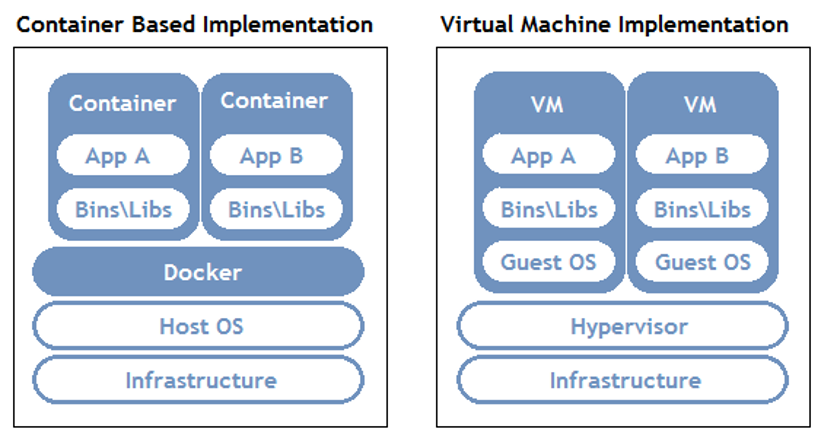 Container Based Implementation
Container Container
App A App B
Bins\Libs Bins\Libs
Docker
Host OS
Infrastructure
Virtual Machine Implementation
VM VM
App A App B
Bins\Libs Bins\Libs
Guest OS Guest OS
Hypervisor
Infrastructure